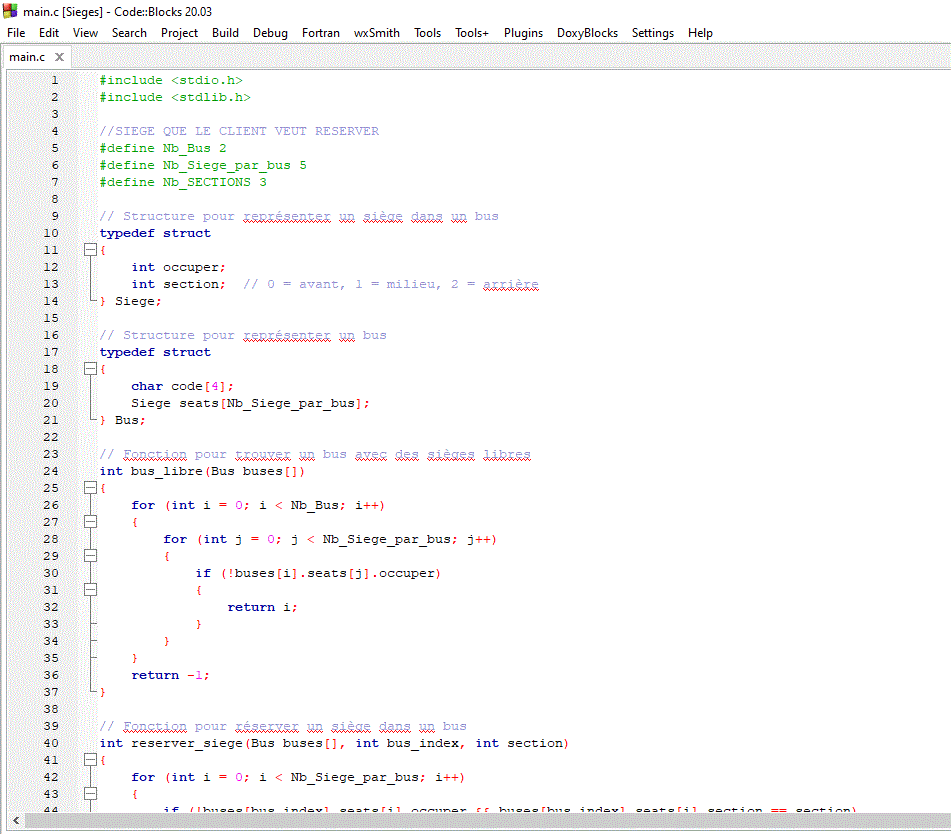 main.c [Sieges] - Code::Blocks 20.03
File Edit View Search Project Build Debug Fortran wxSmith Tools Tools+ Plugins DoxyBlocks Settings Help
main.c X
1 #include <stdio.h>
2 #include <stdlib.h>
3
4 //SIEGE QUE LE CLIENT VEUT RESERVER
5 #define Nb_Bus 2
6 #define Nb_Siege_par_bus 5
7 #define Nb_SECTIONS 3
8
9 // Structure pour représenter un siège dans un bus
10 typedef struct
11 {
12 int occuper;
13 int section; // 0 = avant, 1 = milieu, 2 = arrière
14 } Siege;
15
16 // Structure pour représenter un bus
17 typedef struct
18 {
19 char code[4];
20 Siege seats[Nb_Siege_par_bus];
21 } Bus;
22
23 // Fonction pour trouver un bus avec des sièges libres
24 int bus_libre(Bus buses[])
25 {
26 for (int i = 0; i < Nb_Bus; i++)
27 {
28 for (int j = 0; j < Nb_Siege_par_bus; j++)
29 {
30 if (!buses[i].seats[j].occuper)
31 {
32 return i;
33 }
34 }
35 }
36 return -1;
37 }
38
39 // Fonction pour réserver un siège dans un bus
40 int reserver_siege(Bus buses[], int bus_index, int section)
41 {
42 for (int i = 0; i < Nb_Siege_par_bus; i++)
43 {
44 if (!buses[bus_index].seats[i].occuper && buses[bus_index].seats[i].section == section)